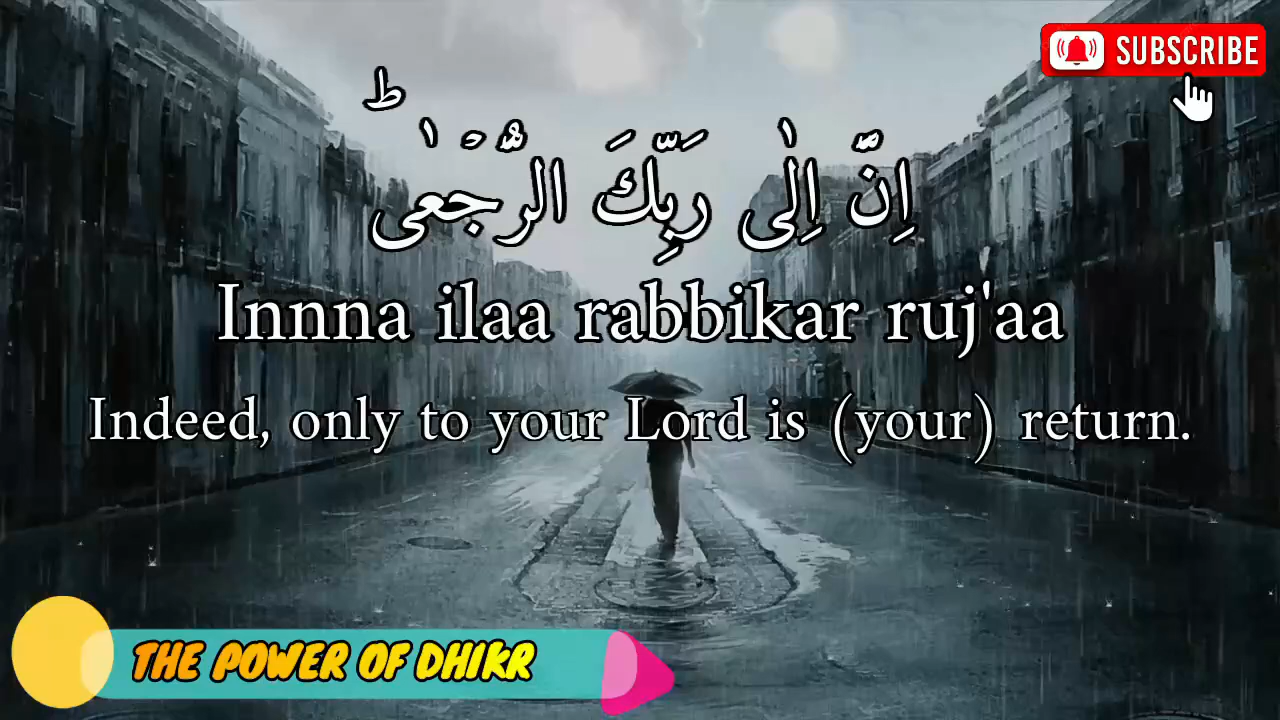 SUBSCRIBE
اِنَّ اِلٰى رَبِّكَ الرُّجۡعٰىؕ
Innna ilaa rabbikar ruj'aa
Indeed, only to your Lord is (your) return.
THE POWER OF DHIKR